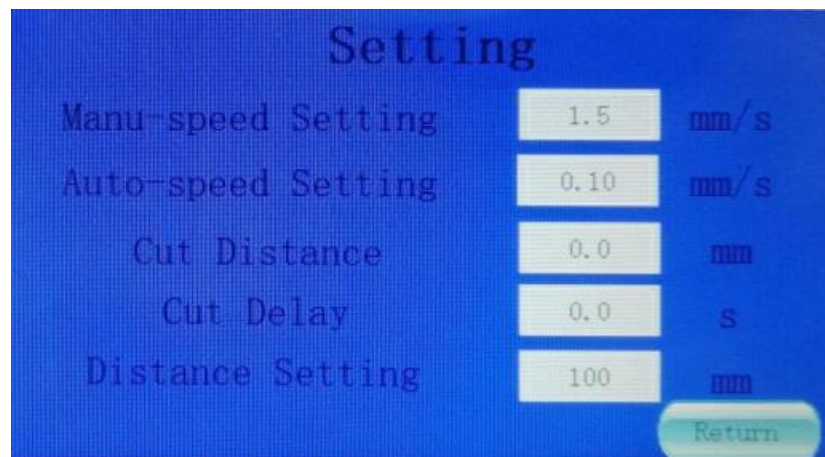 Setting
Manu-speed Setting 1.5 mm/s
Auto-speed Setting 0.10 mm/s
Cut Distance 0.0 mm
Cut Delay 0.0 s
Distance Setting 100 mm
Return